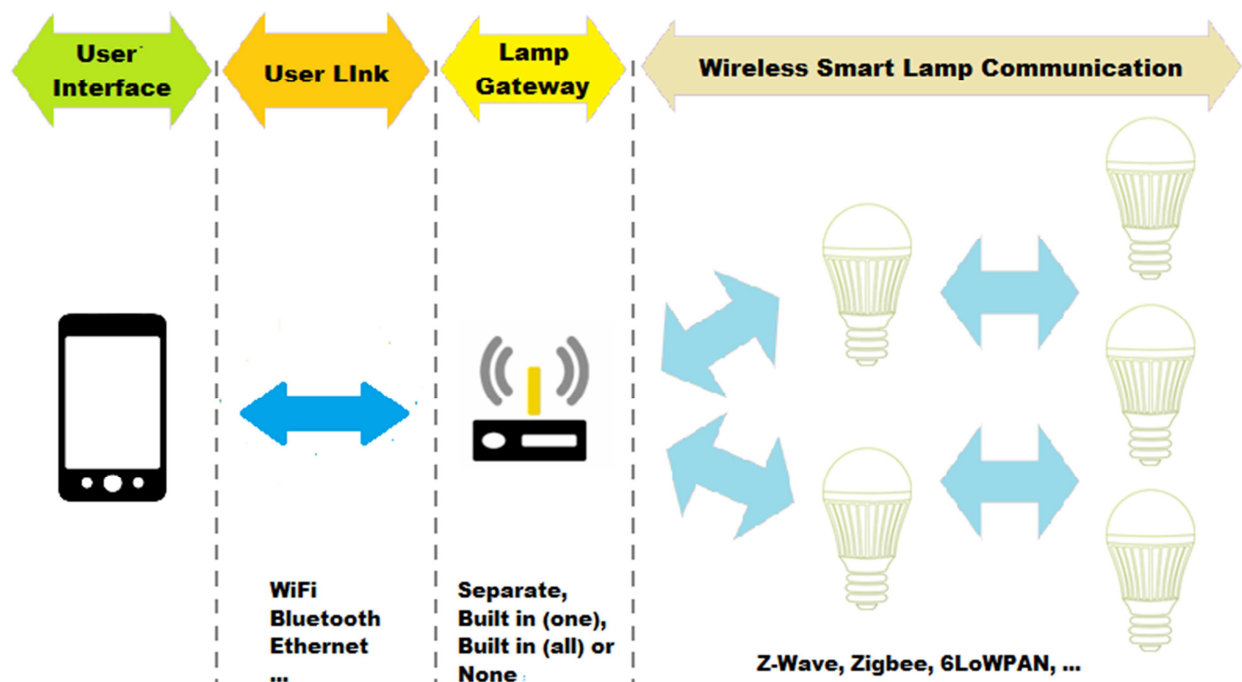 User
Interface
User LInk
Lamp
Gateway
Wireless Smart Lamp Communication
WiFi
Bluetooth
Ethernet
...
Separate,
Built in (one),
Built in (all) or
None
Z-Wave, Zigbee, 6LoWPAN, ...